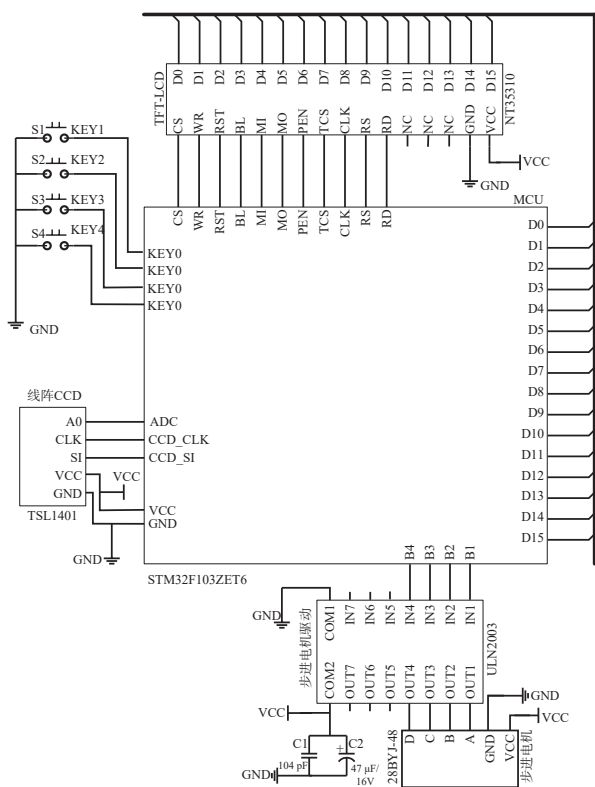 D0 D1 D2 D3 D4 D5 D6 D7 D8 D9 D10 D11 D12 D13 D14 D15
TFT-LCD
NT35310
CS WR RST BL MI MO PEN TCS CLK RS RD NC NC NC GND VCC
VCC
GND
S1 KEY1
S2 KEY2
S3 KEY3
S4 KEY4
GND
MCU
CS WR RST BL MI MO PEN TCS CLK RS RD
KEY0
KEY0
KEY0
KEY0
D0
D1
D2
D3
D4
D5
D6
D7
D8
D9
D10
D11
D12
D13
D14
D15
线阵CCD
A0
CLK
SI
VCC
GND
TSL1401
VCC
GND
ADC
CCD_CLK
CCD_SI
VCC
GND
STM32F103ZET6
B4 B3 B2 B1
GND
COM1 IN7 IN6 IN5 IN4 IN3 IN2 IN1
步进电机驱动
ULN2003
COM2 OUT7 OUT6 OUT5 OUT4 OUT3 OUT2 OUT1
VCC
C1
104 pF
C2
+
47 μF/
16V
GND
GND
VCC
D C B A GND VCC
28BYJ-48
步进电机